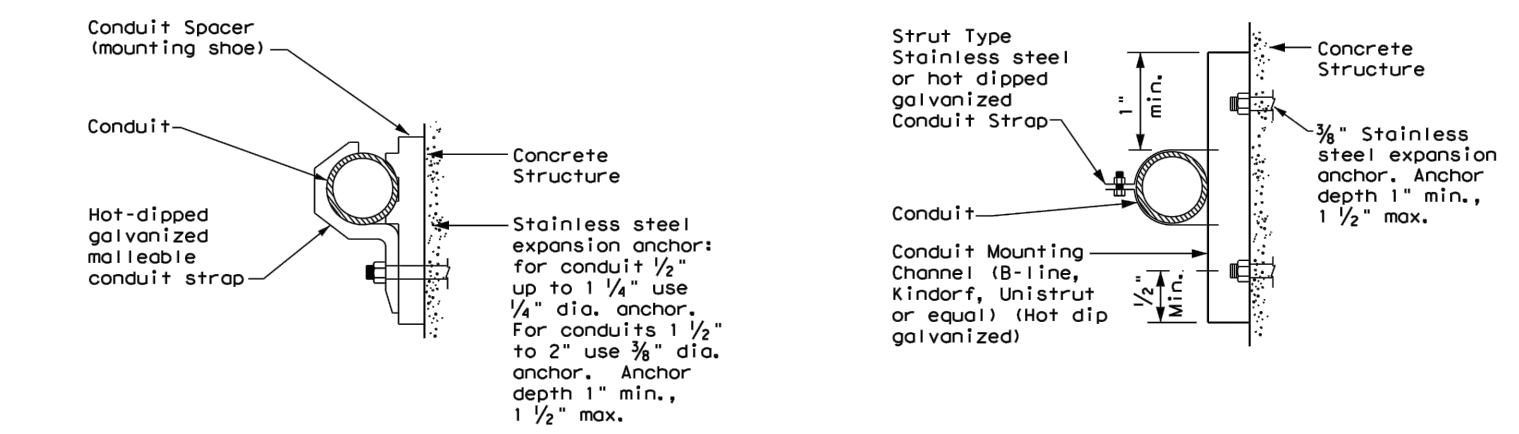 Conduit Spacer
(mounting shoe)
Conduit
Hot-dipped
galvanized
malleable
conduit strap
Concrete
Structure
Stainless steel
expansion anchor:
for conduit ½"
up to 1 ¼" use
¼" dia. anchor.
For conduits 1 ½"
to 2" use ⅜" dia.
anchor. Anchor
depth 1" min.,
1 ½" max.
Strut Type
Stainless steel
or hot dipped
galvanized
Conduit Strap
1"
min.
Conduit
Conduit Mounting
Channel (B-line,
Kindorf, Unistrut
or equal) (Hot dip
galvanized)
½"
Min.
Concrete
Structure
⅜" Stainless
steel expansion
anchor. Anchor
depth 1" min.,
1 ½" max.